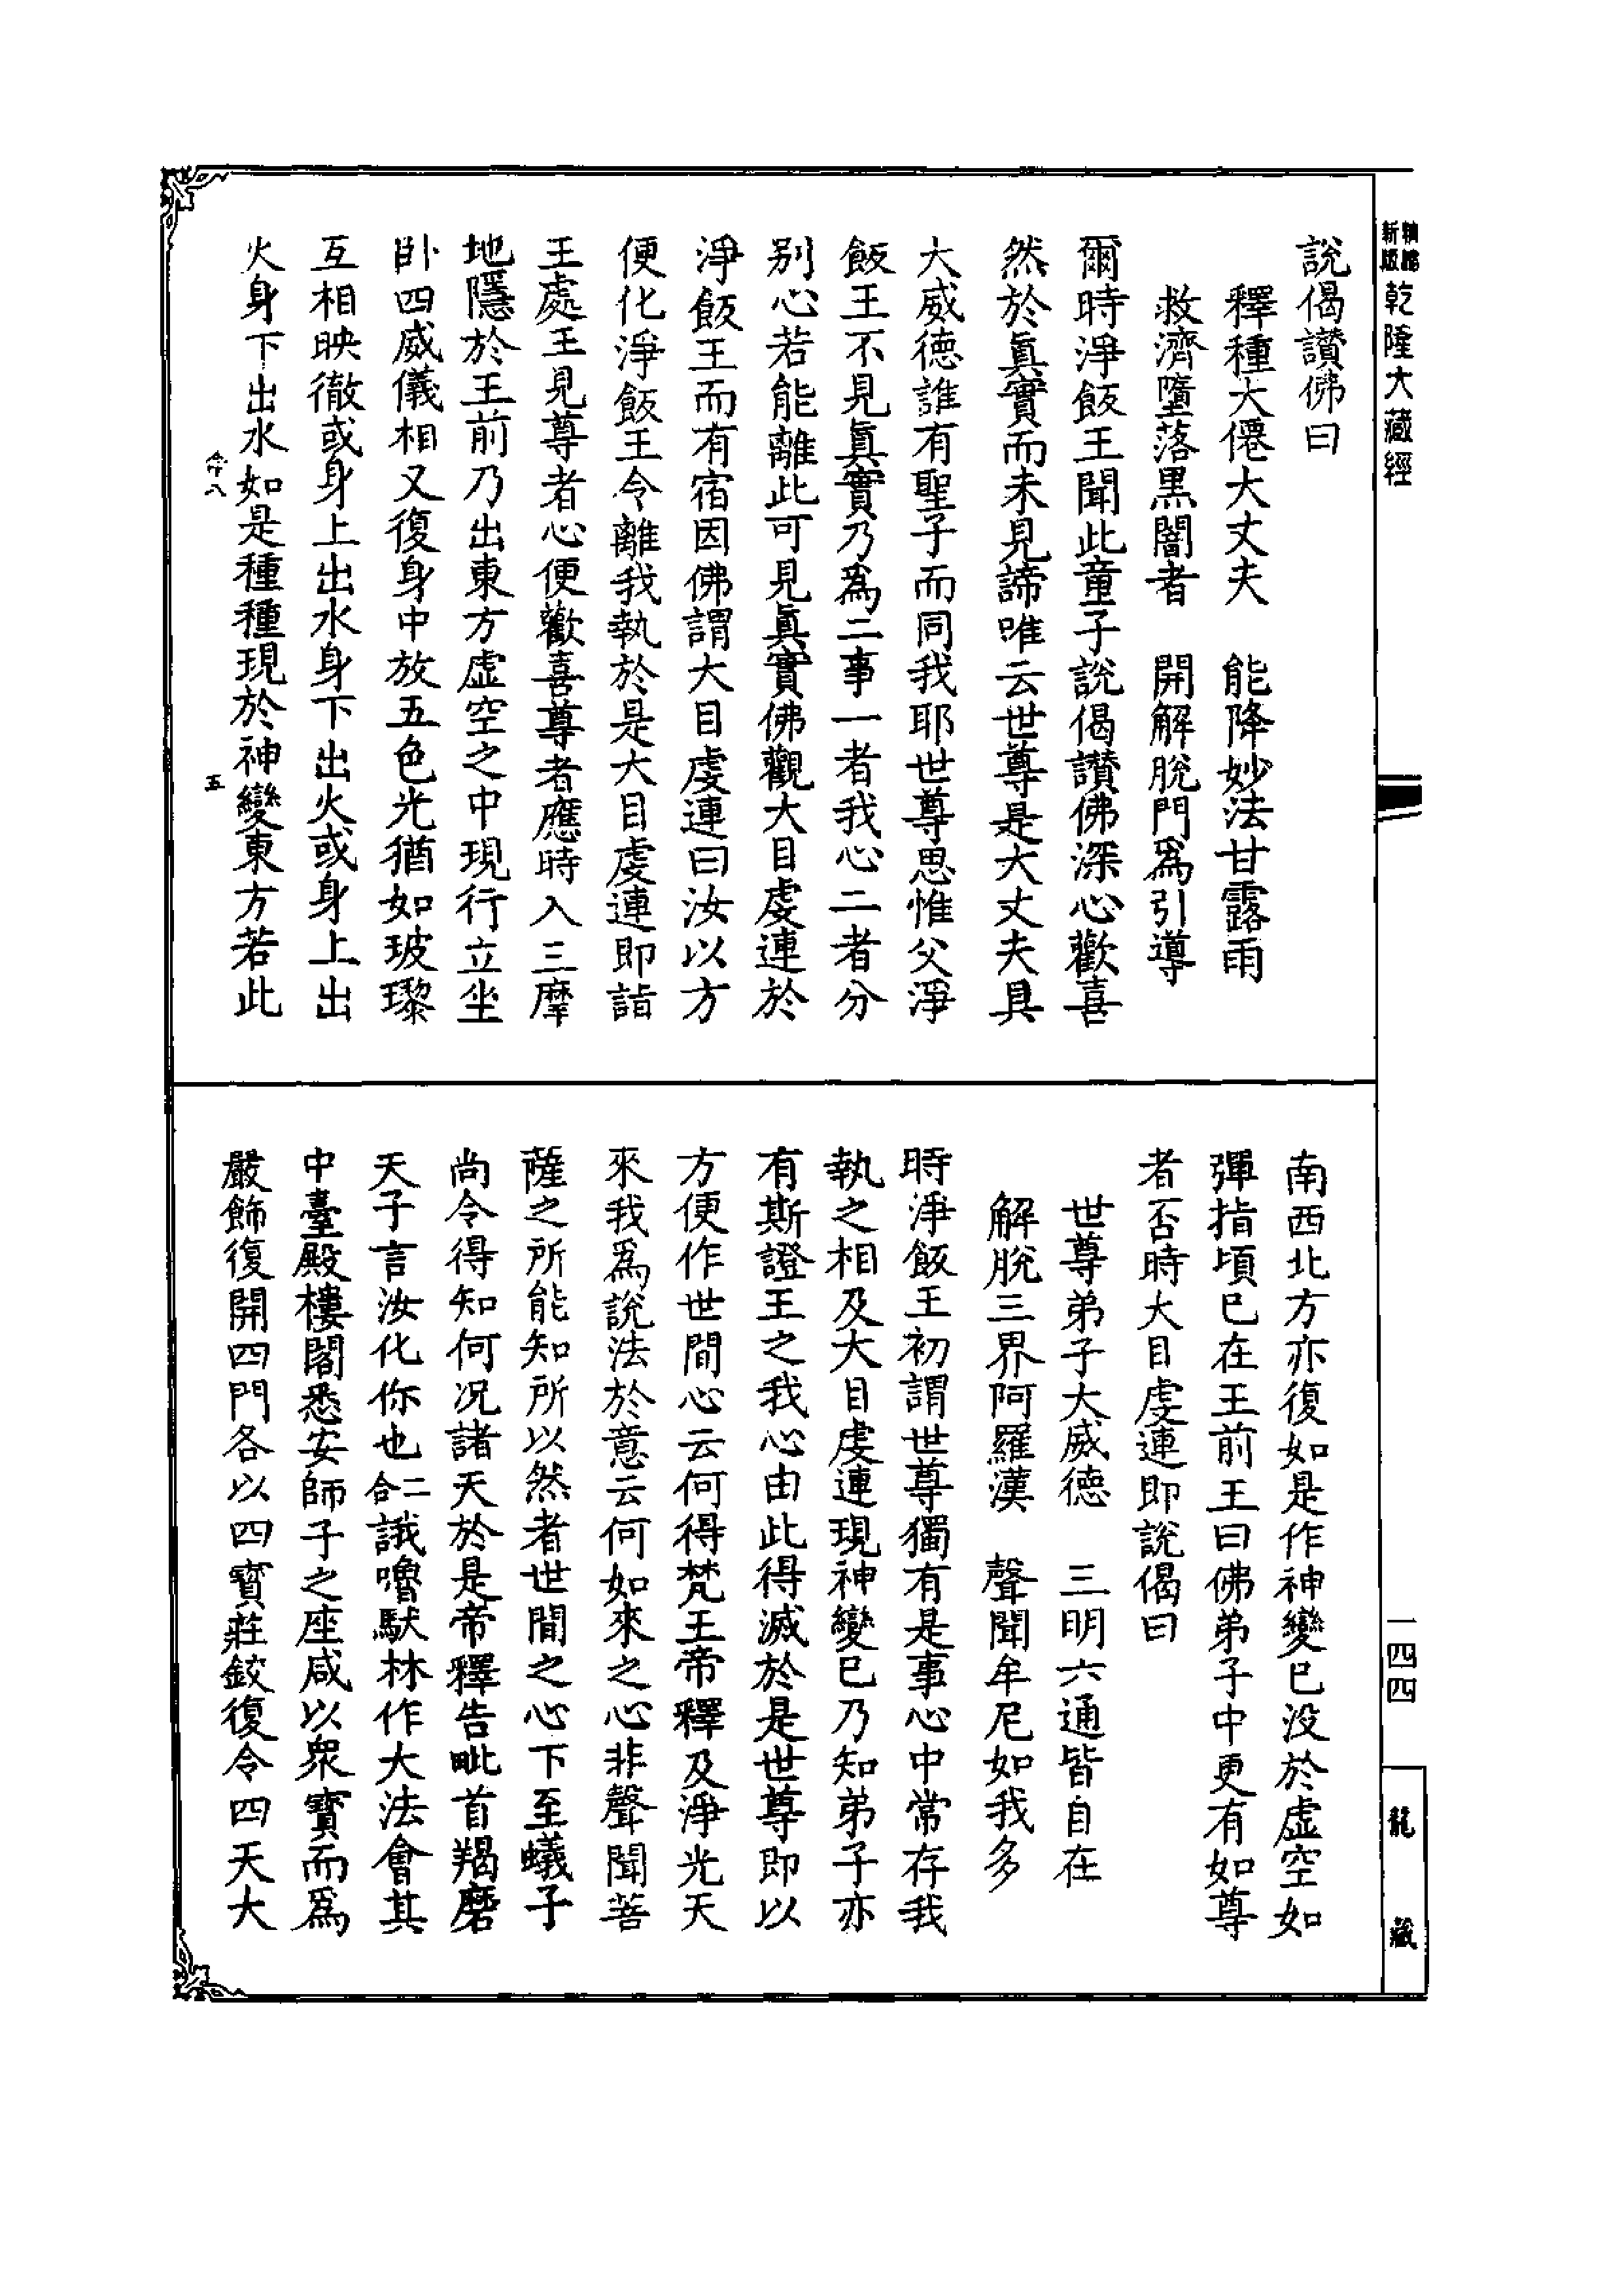 新版
精縮
乾隆大藏經
說偈讚佛曰
釋種大僊大丈夫　能降妙法甘露雨
救濟墮落黑闇者　開解脫門爲引導
爾時淨飯王聞此童子說偈讚佛深心歡喜
然於眞實而未見諦唯云世尊是大丈夫具
大威德誰有聖子而同我耶世尊思惟父淨
飯王不見眞實乃爲二事一者我心二者分
别心若能離此可見眞實佛觀大目虔連於
淨飯王而有宿因佛謂大目虔連曰汝以方
便化淨飯王令離我執於是大目虔連即詣
王處王見尊者心便歡喜尊者應時入三摩
地隱於王前乃出東方虛空之中現行立坐
卧四威儀相又復身中放五色光猶如玻瓈
互相映徹或身上出水身下出火或身上出
火身下出水如是種種現於神變東方若此
命八　五
南西北方亦復如是作神變已没於虛空如
彈指頃已在王前王曰佛弟子中更有如尊
者否時大目虔連即說偈曰
世尊弟子大威德　三明六通皆自在
解脫三界阿羅漢　聲聞牟尼如我多
時淨飯王初謂世尊獨有是事心中常存我
執之相及大目虔連現神變已乃知弟子亦
有斯證王之我心由此得滅於是世尊即以
方便作世間心云何得梵王帝釋及淨光天
來我爲說法於意云何如來之心非聲聞菩
薩之所能知所以然者世間之心下至蟻子
尚令得知何况諸天於是帝釋告毗首羯磨
天子言汝化你也二合誐嚕馱林作大法會其
中臺殿樓閣悉安師子之座咸以衆寶而爲
嚴飾復開四門各以四寶莊鉸復令四天大
一四四
龍藏